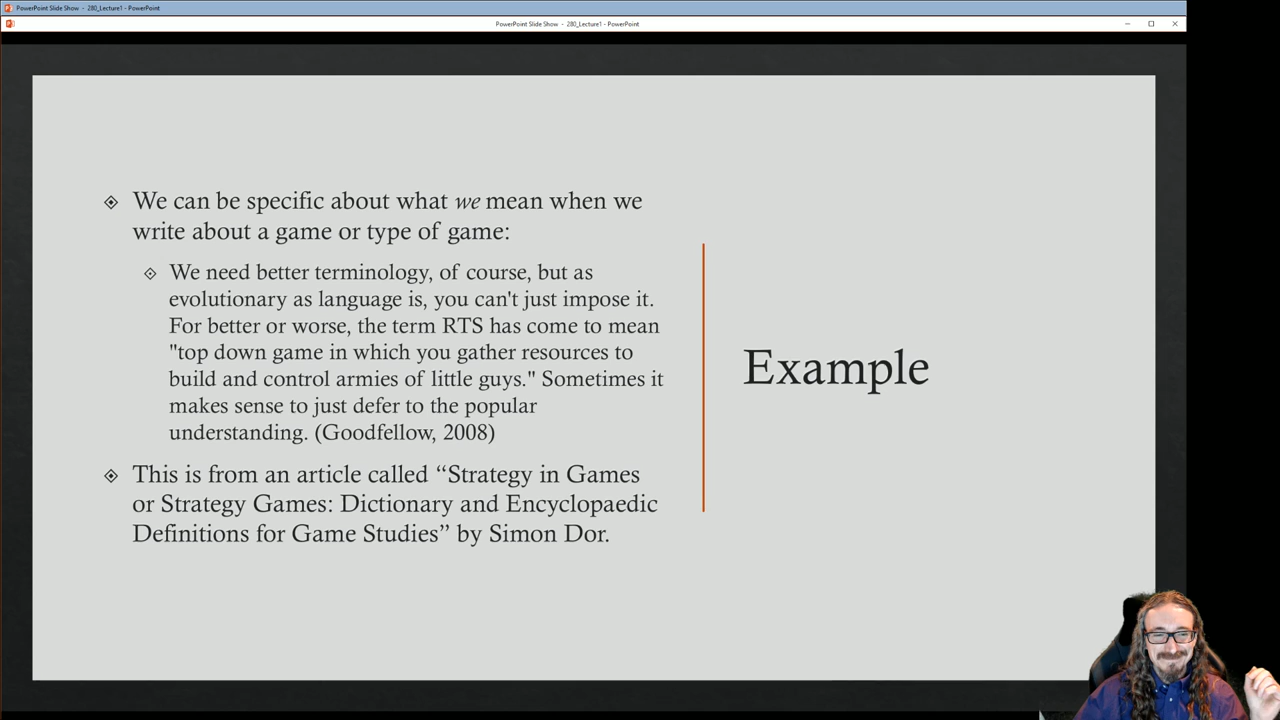 PowerPoint Slide Show - 280_Lecture1 - PowerPoint
PowerPoint Slide Show - 280_Lecture1 - PowerPoint
We can be specific about what we mean when we
write about a game or type of game:
We need better terminology, of course, but as
evolutionary as language is, you can't just impose it.
For better or worse, the term RTS has come to mean
"top down game in which you gather resources to
build and control armies of little guys." Sometimes it
makes sense to just defer to the popular
understanding. (Goodfellow, 2008)
This is from an article called “Strategy in Games
or Strategy Games: Dictionary and Encyclopaedic
Definitions for Game Studies” by Simon Dor.
Example